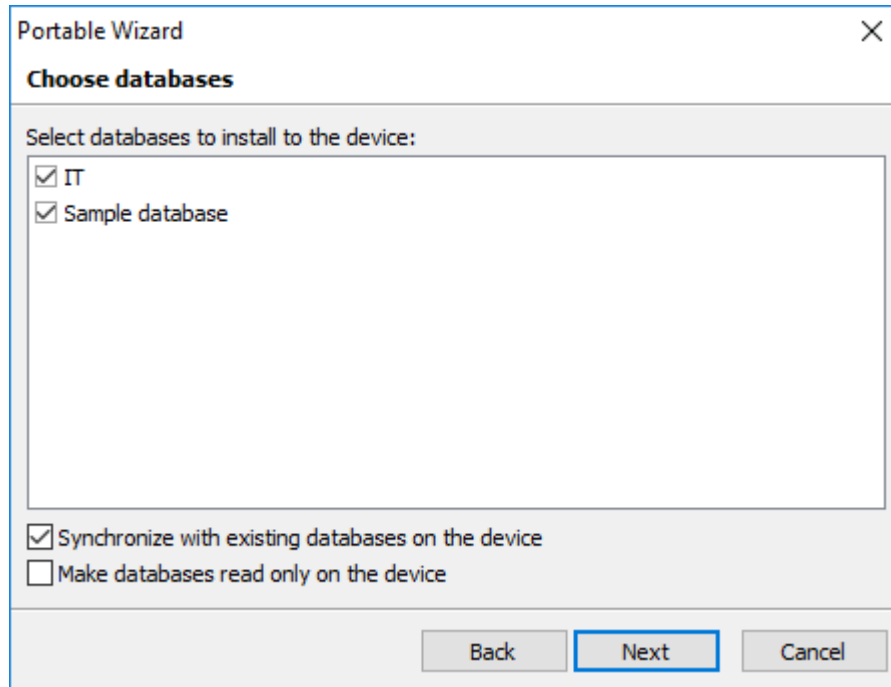 Portable Wizard
Choose databases
Select databases to install to the device:
IT
Sample database
Synchronize with existing databases on the device
Make databases read only on the device
Back Next Cancel